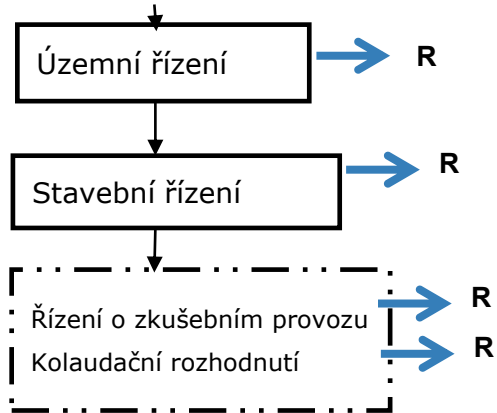 Územní řízení R
Stavební řízení R
Řízení o zkušebním provozu R
Kolaudační rozhodnutí R